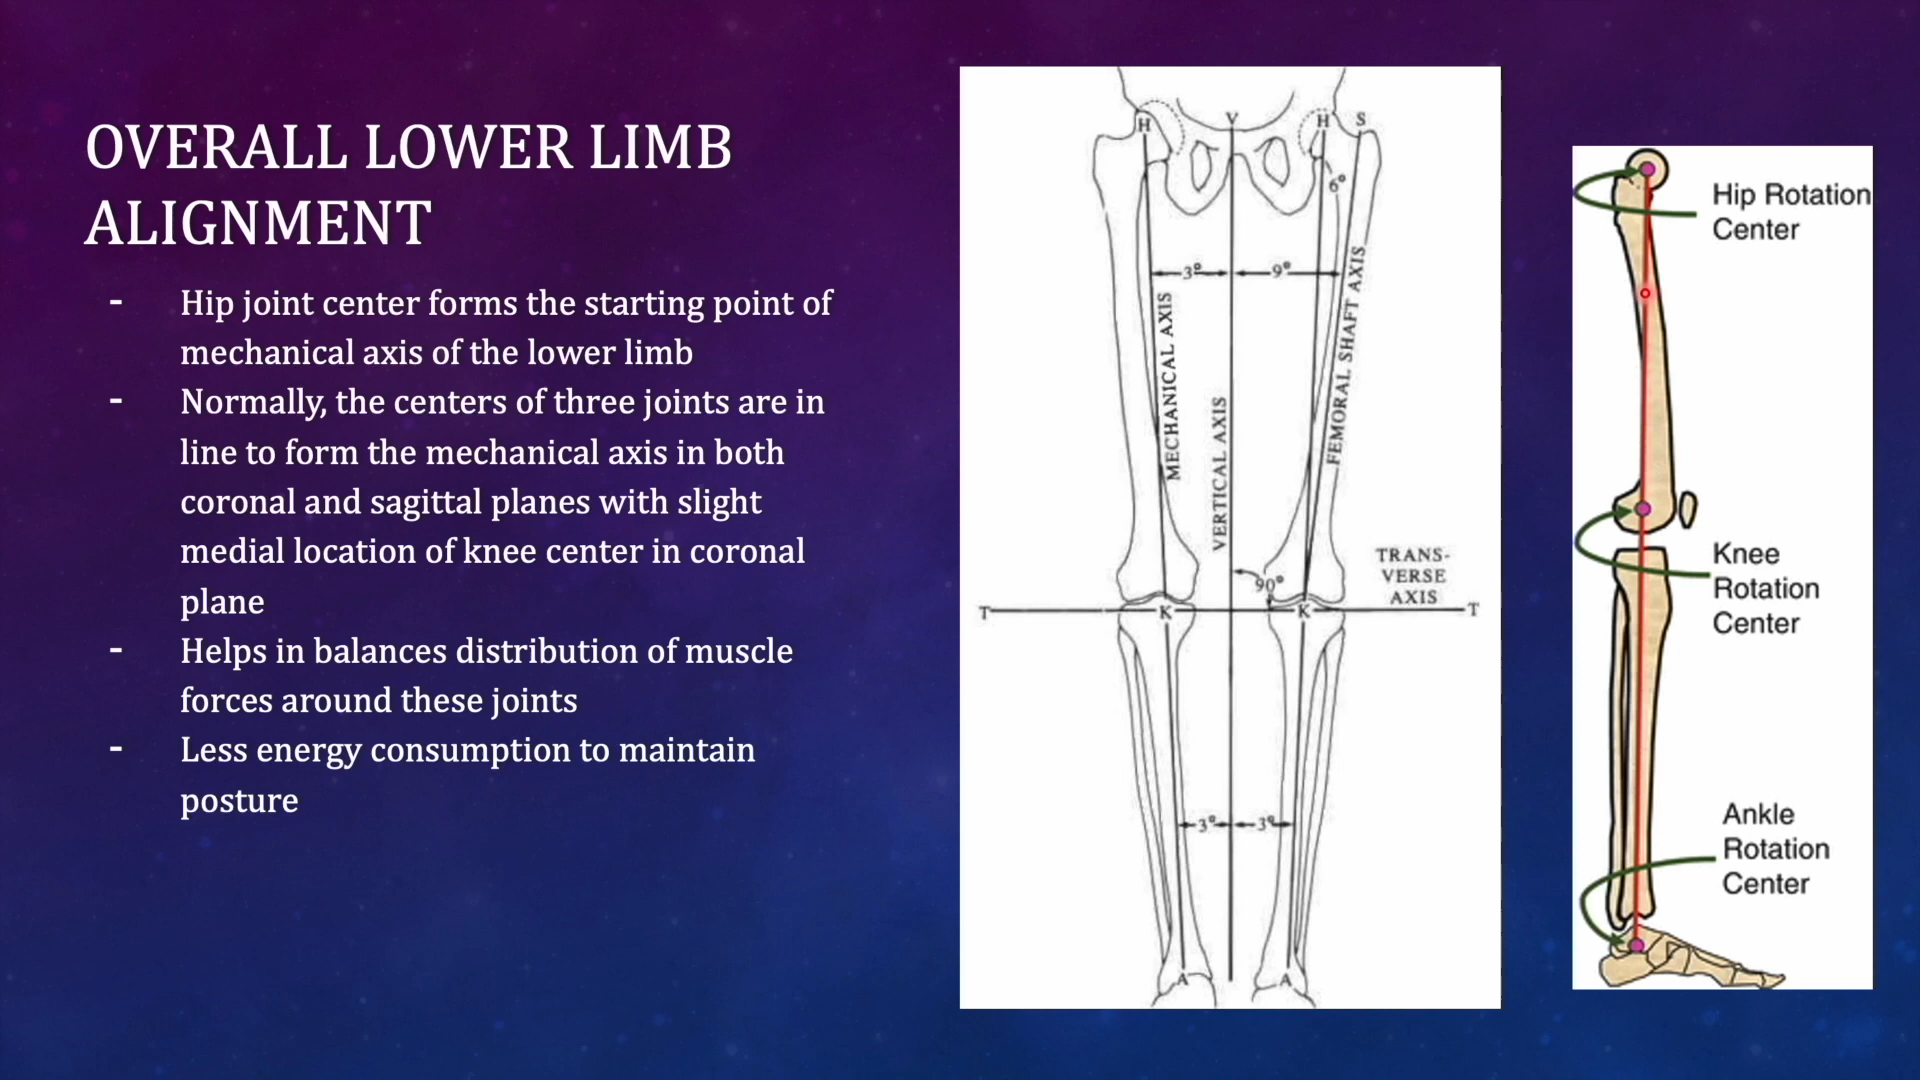 OVERALL LOWER LIMB
ALIGNMENT
- Hip joint center forms the starting point of
mechanical axis of the lower limb
- Normally, the centers of three joints are in
line to form the mechanical axis in both
coronal and sagittal planes with slight
medial location of knee center in coronal
plane
- Helps in balances distribution of muscle
forces around these joints
- Less energy consumption to maintain
posture
H V H S
6°
3° 9°
MECHANICAL AXIS
VERTICAL AXIS
FEMORAL SHAFT AXIS
90°
TRANS-
VERSE
AXIS
T K K T
3° 3°
A A
Hip Rotation
Center
Knee
Rotation
Center
Ankle
Rotation
Center